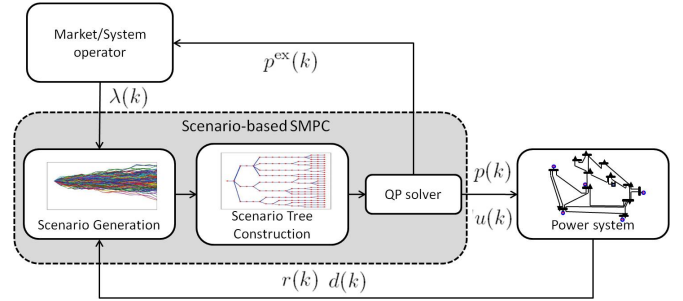 Market/System
operator
p^ex(k)
λ(k)
Scenario-based SMPC
Scenario Generation
Scenario Tree
Construction
QP solver
p(k)
u(k)
Power system
r(k) d(k)